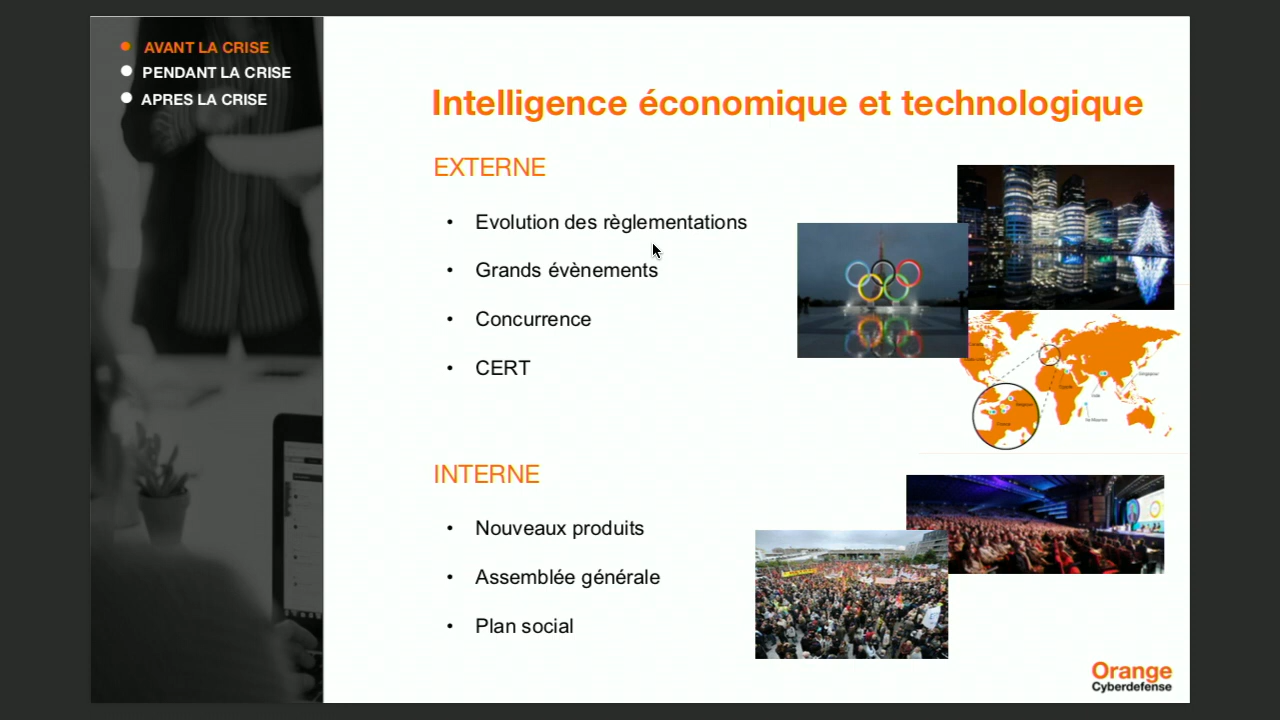 AVANT LA CRISE
PENDANT LA CRISE
APRES LA CRISE
Intelligence économique et technologique
EXTERNE
• Evolution des règlementations
• Grands évènements
• Concurrence
• CERT
INTERNE
• Nouveaux produits
• Assemblée générale
• Plan social
Orange
Cyberdefense